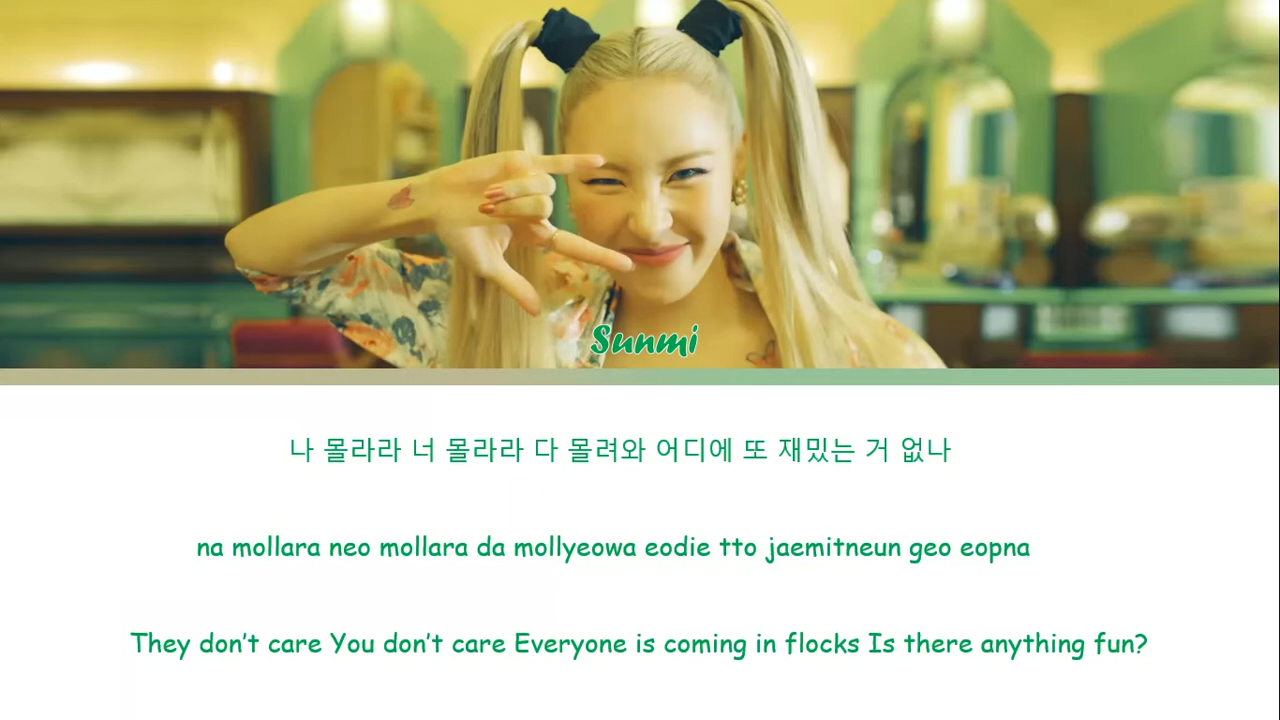 Sunmi
나 몰라라 너 몰라라 다 몰려와 어디에 또 재밌는 거 없나
na mollara neo mollara da mollyeowa eodie tto jaemitneun geo eopna
They don't care You don't care Everyone is coming in flocks Is there anything fun?